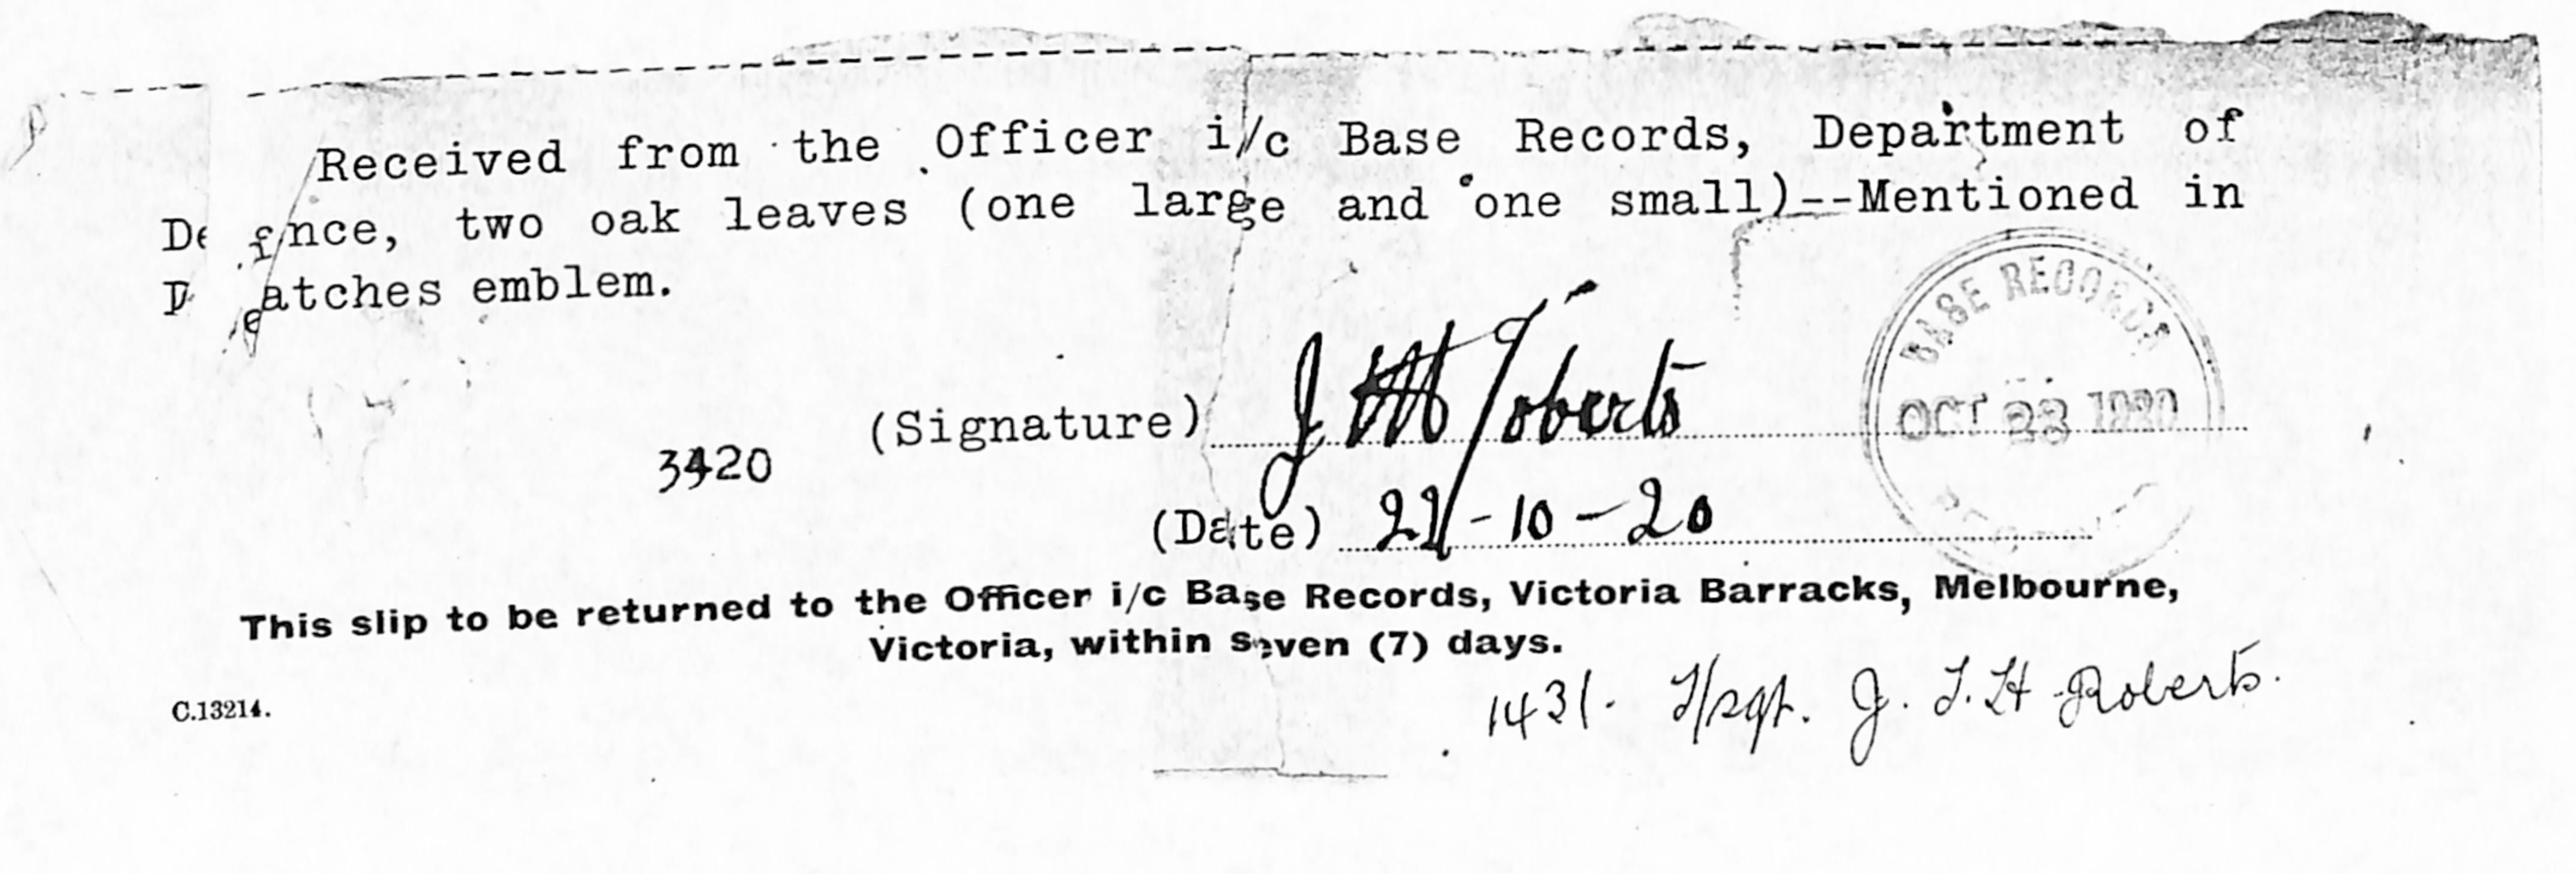 Received from the Officer i/c Base Records, Department of
Defence, two oak leaves (one large and one small)--Mentioned in
D atches emblem.
BASE RECORDS
(Signature) J T H Roberts
OCT 23 1920
3420
(Date) 21-10-20
This slip to be returned to the Officer i/c Base Records, Victoria Barracks, Melbourne,
Victoria, within seven (7) days.
1431. T/sgt. J. T. H Roberts.
C.13214.